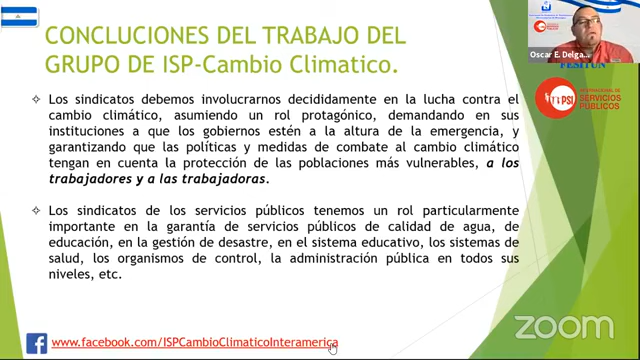 CONCLUCIONES DEL TRABAJO DEL
GRUPO DE ISP-Cambio Climatico.
Oscar E. Delga...
FESITUN
PSI
INTERNACIONAL
DE
SERVICIOS
PÚBLICOS
Los sindicatos debemos involucrarnos decididamente en la lucha contra el
cambio climático, asumiendo un rol protagónico, demandando en sus
instituciones a que los gobiernos estén a la altura de la emergencia, y
garantizando que las políticas y medidas de combate al cambio climático
tengan en cuenta la protección de las poblaciones más vulnerables, a los
trabajadores y a las trabajadoras.
Los sindicatos de los servicios públicos tenemos un rol particularmente
importante en la garantía de servicios públicos de calidad de agua, de
educación, en la gestión de desastre, en el sistema educativo, los sistemas de
salud, los organismos de control, la administración pública en todos sus
niveles, etc.
www.facebook.com/ISPCambioClimaticoInteramerica
zoom